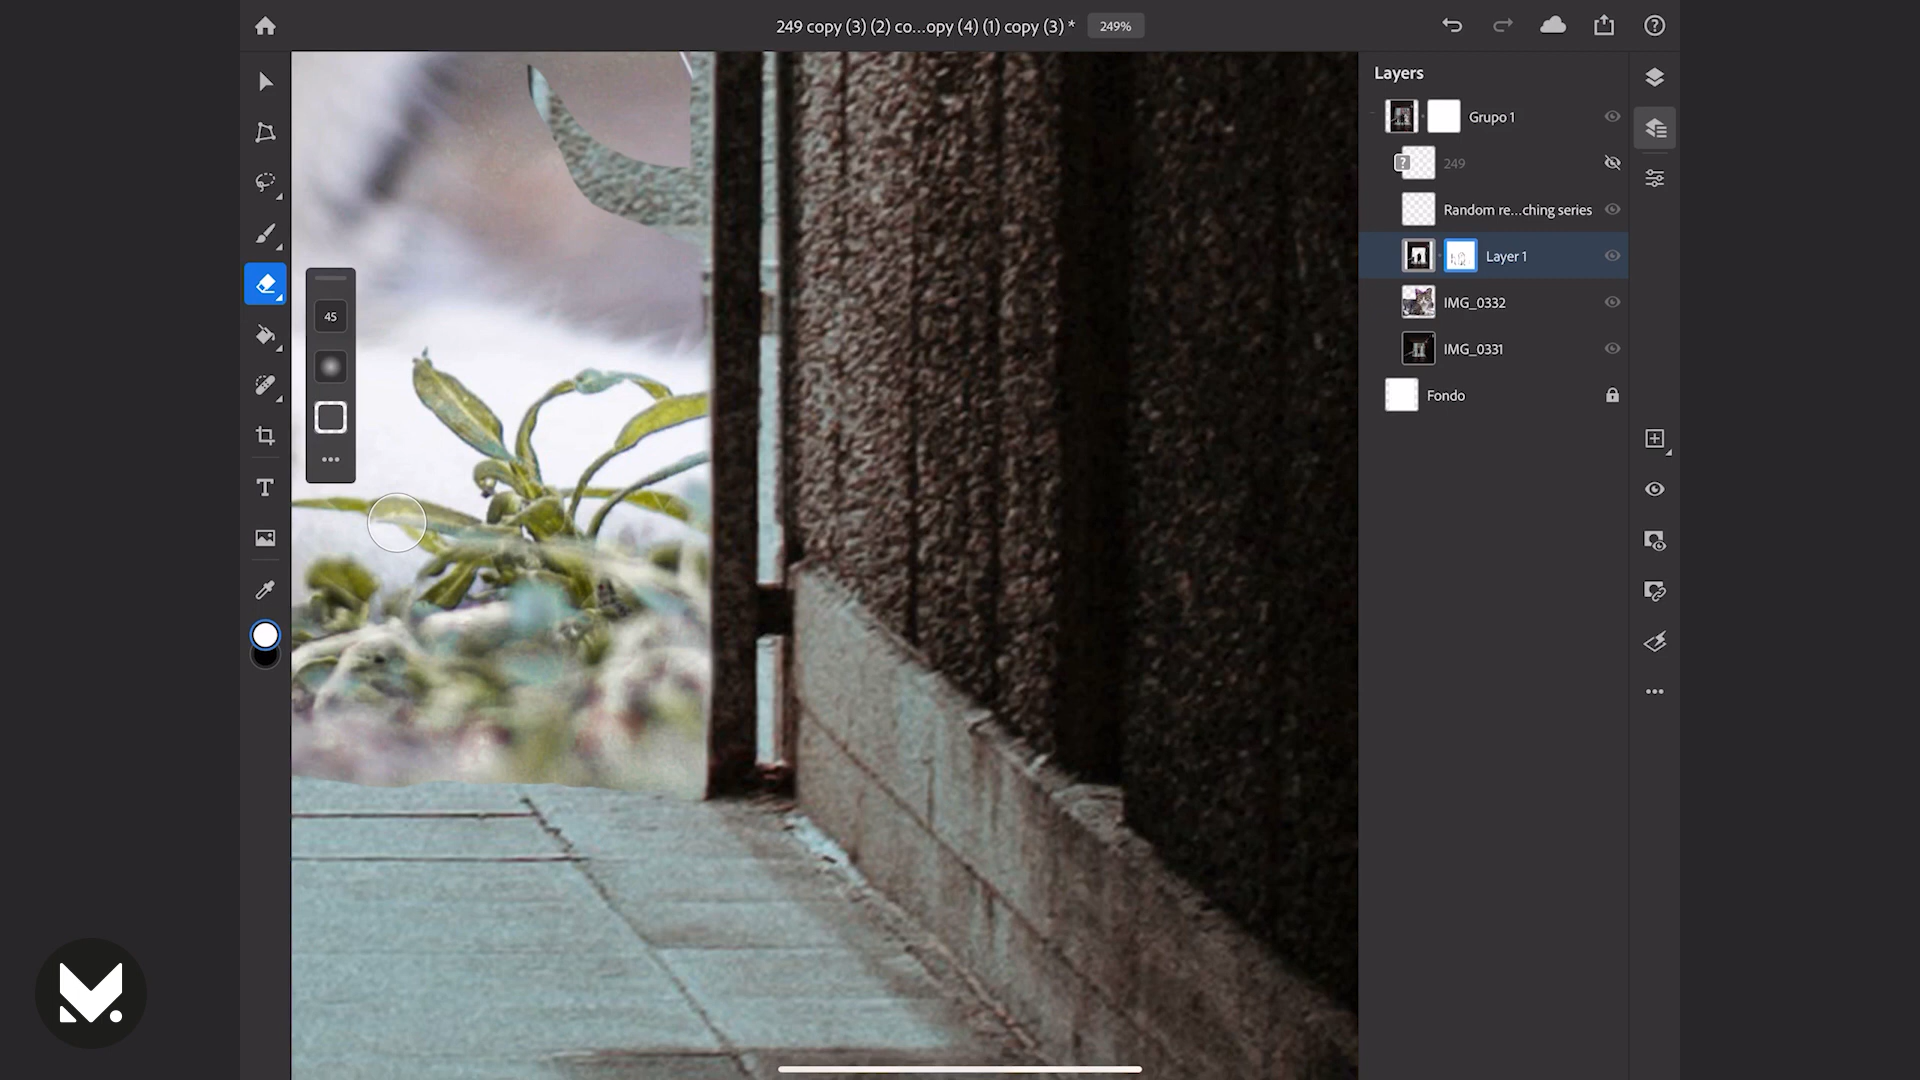 249 copy (3) (2) co...opy (4) (1) copy (3) *
249%
Layers
Grupo 1
249
Random re...ching series
Layer 1
IMG_0332
IMG_0331
Fondo
45